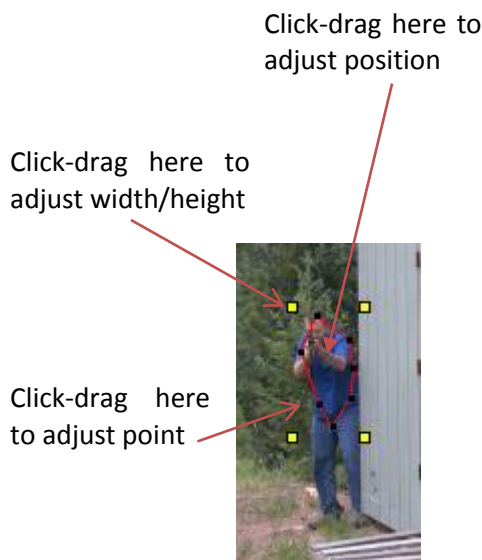 Click-drag here to
adjust position
Click-drag here to
adjust width/height
Click-drag here
to adjust point